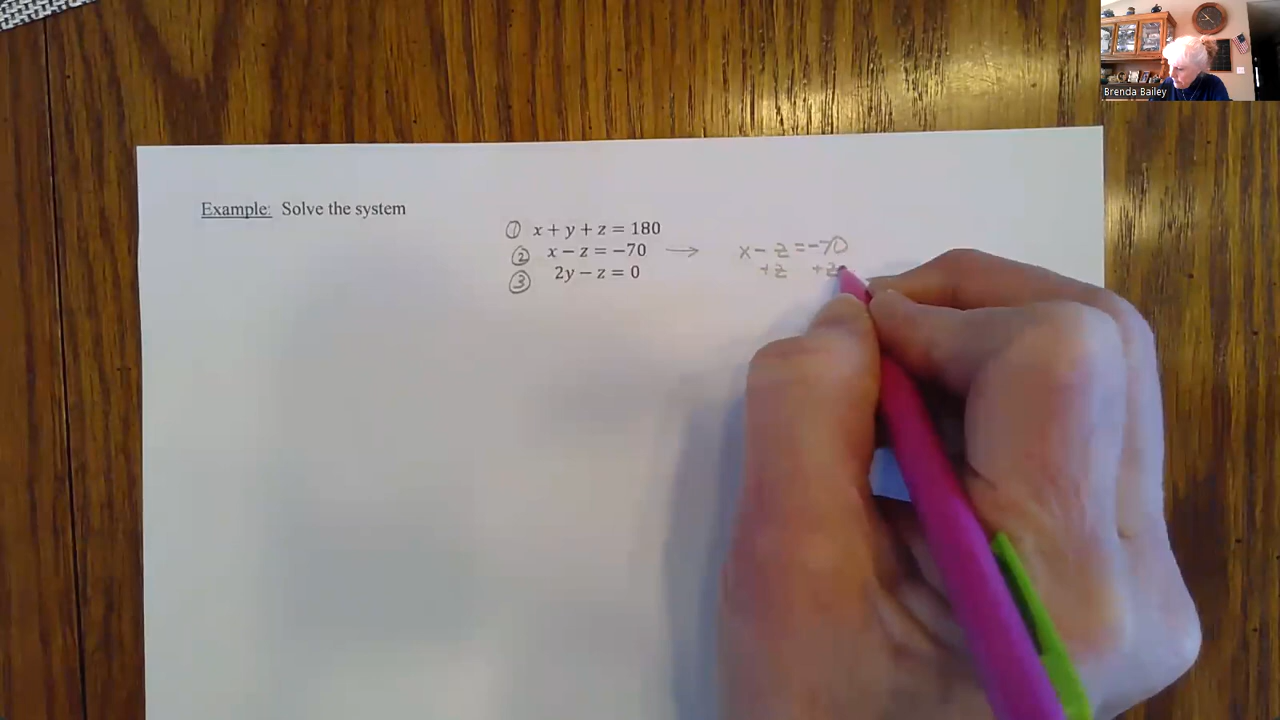 Brenda Bailey
Example: Solve the system
① x + y + z = 180
② x − z = −70 → x − z = −70
+z +z
③ 2y − z = 0